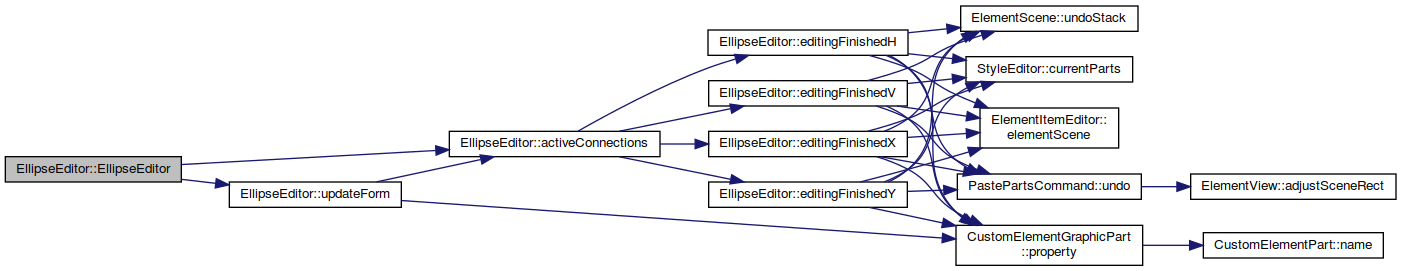 EllipseEditor::EllipseEditor
EllipseEditor::updateForm
EllipseEditor::activeConnections
EllipseEditor::editingFinishedH
EllipseEditor::editingFinishedV
EllipseEditor::editingFinishedX
EllipseEditor::editingFinishedY
ElementScene::undoStack
StyleEditor::currentParts
ElementItemEditor::
elementScene
PastePartsCommand::undo
CustomElementGraphicPart
::property
ElementView::adjustSceneRect
CustomElementPart::name